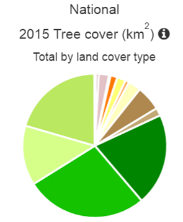 National
2015 Tree cover (km²)
Total by land cover type